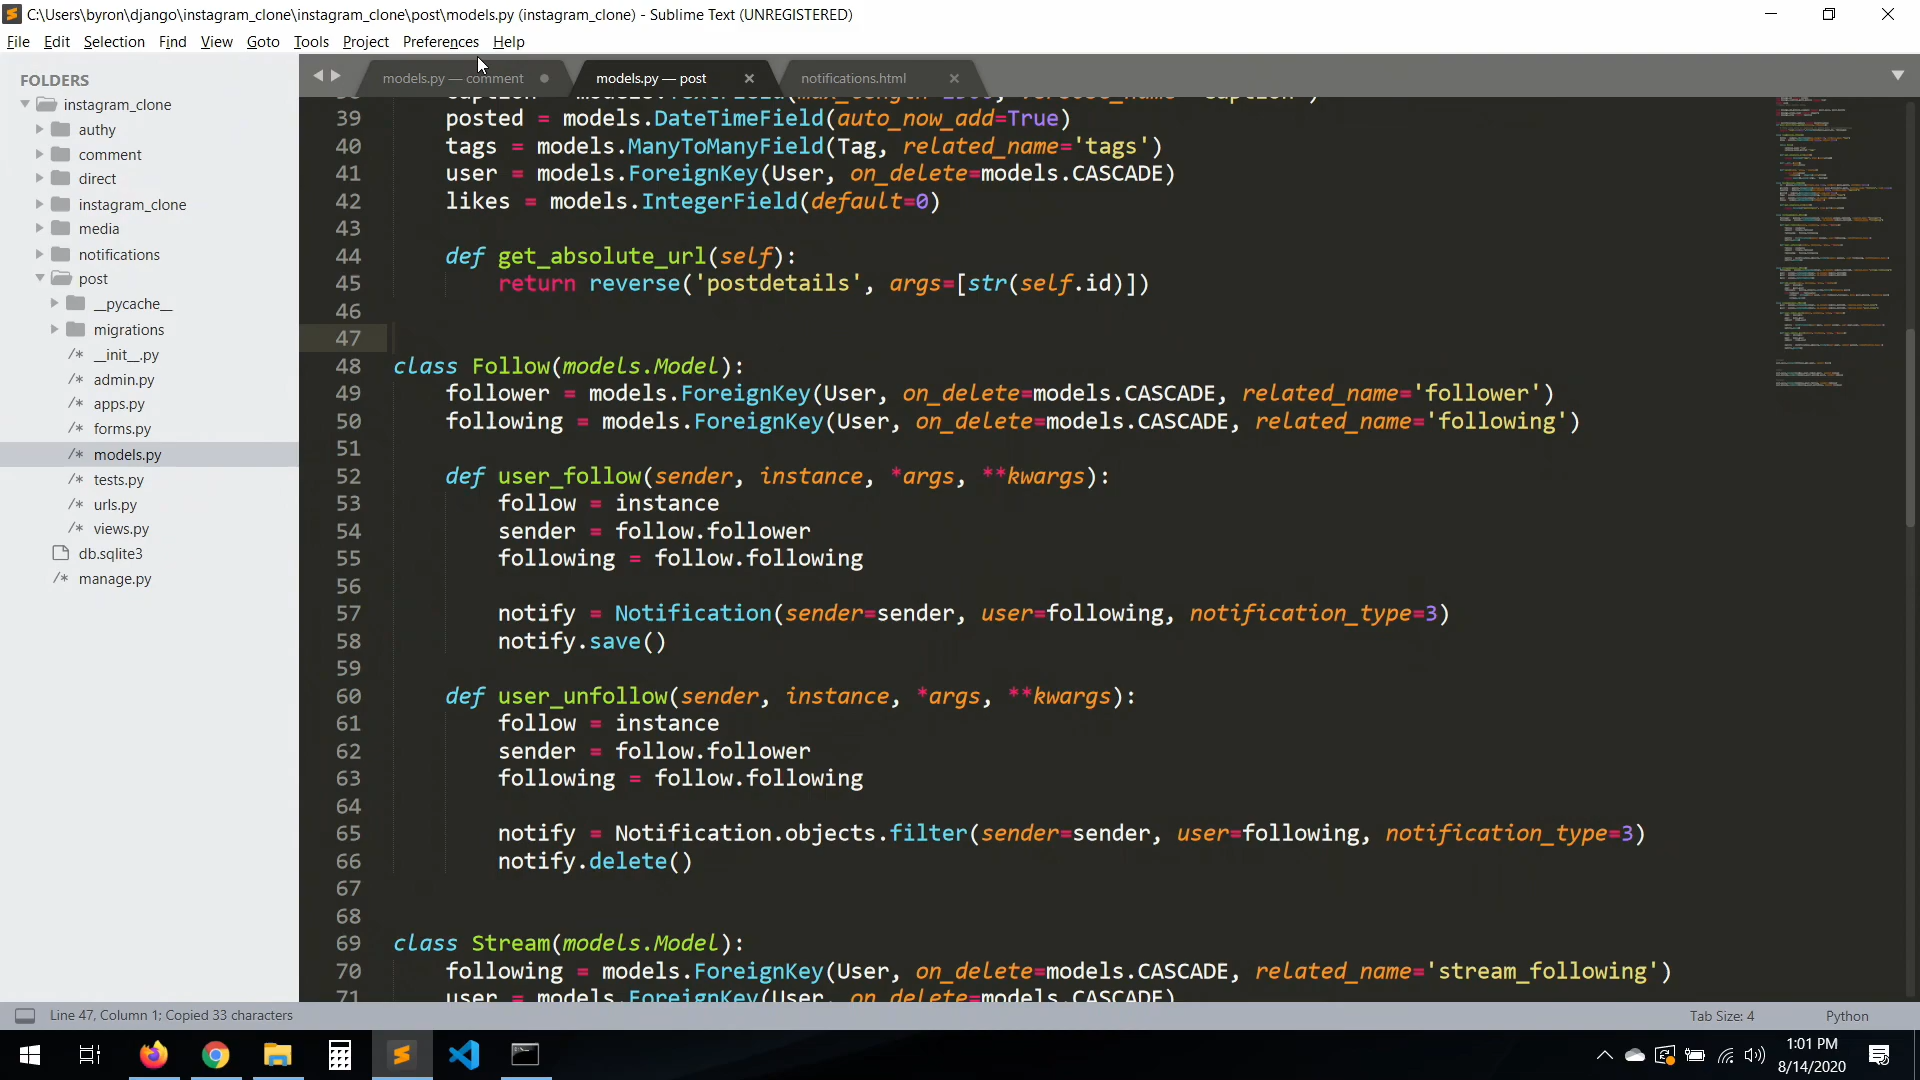 C:\Users\byron\django\instagram_clone\instagram_clone\post\models.py (instagram_clone) - Sublime Text (UNREGISTERED)
File Edit Selection Find View Goto Tools Project Preferences Help
FOLDERS
instagram_clone
authy
comment
direct
instagram_clone
media
notifications
post
__pycache__
migrations
/* __init__.py
/* admin.py
/* apps.py
/* forms.py
/* models.py
/* tests.py
/* urls.py
/* views.py
db.sqlite3
/* manage.py
models.py — comment models.py — post notifications.html
39 posted = models.DateTimeField(auto_now_add=True)
40 tags = models.ManyToManyField(Tag, related_name='tags')
41 user = models.ForeignKey(User, on_delete=models.CASCADE)
42 likes = models.IntegerField(default=0)
43
44 def get_absolute_url(self):
45 return reverse('postdetails', args=[str(self.id)])
46
47
48 class Follow(models.Model):
49 follower = models.ForeignKey(User, on_delete=models.CASCADE, related_name='follower')
50 following = models.ForeignKey(User, on_delete=models.CASCADE, related_name='following')
51
52 def user_follow(sender, instance, *args, **kwargs):
53 follow = instance
54 sender = follow.follower
55 following = follow.following
56
57 notify = Notification(sender=sender, user=following, notification_type=3)
58 notify.save()
59
60 def user_unfollow(sender, instance, *args, **kwargs):
61 follow = instance
62 sender = follow.follower
63 following = follow.following
64
65 notify = Notification.objects.filter(sender=sender, user=following, notification_type=3)
66 notify.delete()
67
68
69 class Stream(models.Model):
70 following = models.ForeignKey(User, on_delete=models.CASCADE, related_name='stream_following')
71 user = models.ForeignKey(User, on_delete=models.CASCADE)
Line 47, Column 1; Copied 33 characters
Tab Size: 4 Python
1:01 PM
8/14/2020